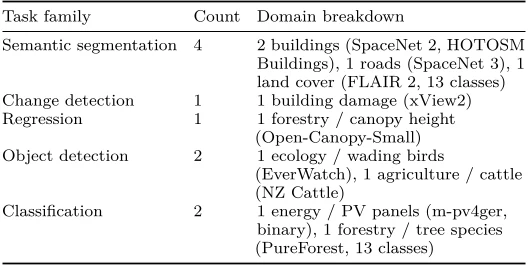 Task family Count Domain breakdown
Semantic segmentation 4 2 buildings (SpaceNet 2, HOTOSM
Buildings), 1 roads (SpaceNet 3), 1
land cover (FLAIR 2, 13 classes)
Change detection 1 1 building damage (xView2)
Regression 1 1 forestry / canopy height
(Open-Canopy-Small)
Object detection 2 1 ecology / wading birds
(EverWatch), 1 agriculture / cattle
(NZ Cattle)
Classification 2 1 energy / PV panels (m-pv4ger,
binary), 1 forestry / tree species
(PureForest, 13 classes)